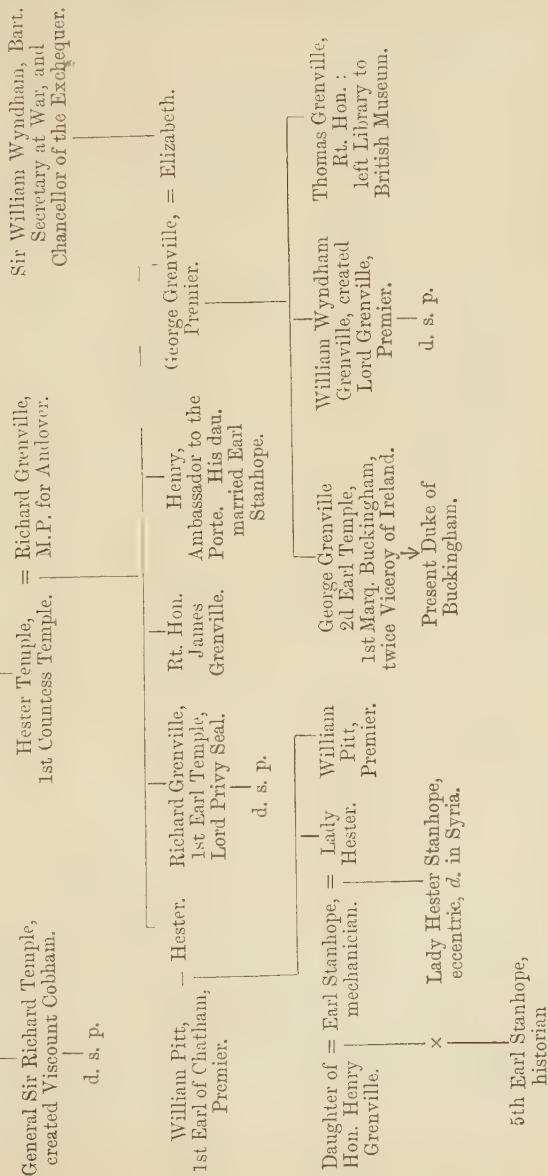 General Sir Richard Temple,
created Viscount Cobham.
d. s. p.
Hester Temple,
1st Countess Temple.
= Richard Grenville,
M.P. for Andover.
Sir William Wyndham, Bart.
Secretary at War, and
Chancellor of the Exchequer.
William Pitt,
1st Earl of Chatham,
Premier.
— Hester.
Richard Grenville,
1st Earl Temple,
Lord Privy Seal.
d. s. p.
Rt. Hon.
James
Grenville.
Henry,
Ambassador to the
Porte. His dau.
married Earl
Stanhope.
George Grenville, = Elizabeth.
Premier.
Daughter of = Earl Stanhope, = Lady
Hon. Henry mechanician. Hester.
Grenville.
William
Pitt,
Premier.
George Grenville
2d Earl Temple,
1st Marq. Buckingham,
twice Viceroy of Ireland.
Present Duke of
Buckingham.
William Wyndham
Grenville, created
Lord Grenville,
Premier.
d. s. p.
Thomas Grenville,
Rt. Hon. :
left Library to
British Museum.
×
Lady Hester Stanhope,
eccentric, d. in Syria.
5th Earl Stanhope,
historian